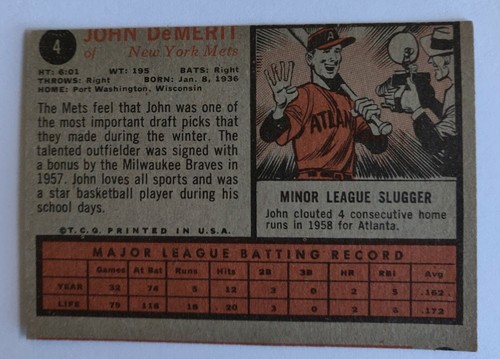 4
JOHN DeMERIT
of New York Mets
HT: 6:01 WT: 195 BATS: Right
THROWS: Right BORN: Jan. 8, 1936
HOME: Port Washington, Wisconsin
The Mets feel that John was one of
the most important draft picks that
they made during the winter. The
talented outfielder was signed with
a bonus by the Milwaukee Braves in
1957. John loves all sports and was
a star basketball player during his
school days.
©T.C.G. PRINTED IN U.S.A.
A
ATLAN
MINOR LEAGUE SLUGGER
John clouted 4 consecutive home
runs in 1958 for Atlanta.
MAJOR LEAGUE BATTING RECORD
Games At Bat Runs Hits 2B 3B HR RBI Avg.
YEAR 32 74 5 12 3 0 2 5 .162
LIFE 79 116 18 20 3 0 2 6 .173